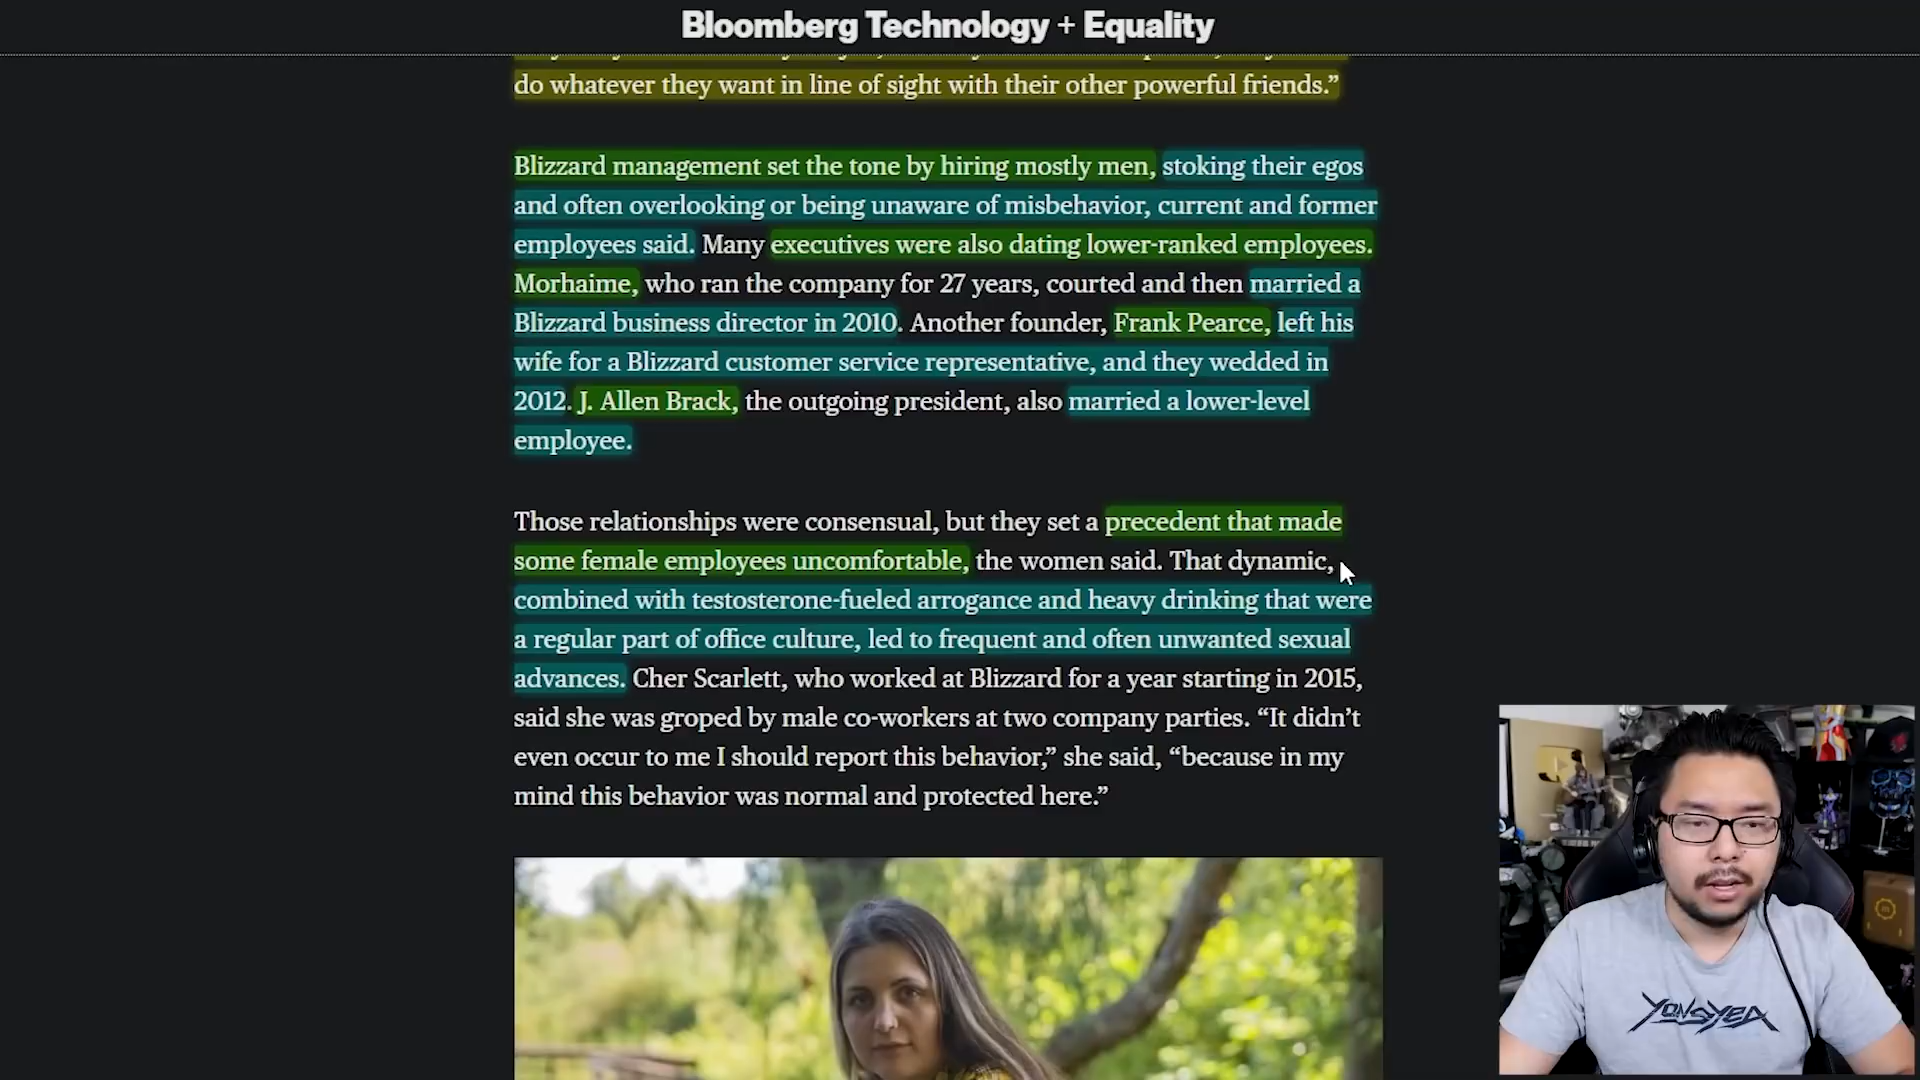 Bloomberg Technology + Equality
do whatever they want in line of sight with their other powerful friends.”
Blizzard management set the tone by hiring mostly men, stoking their egos
and often overlooking or being unaware of misbehavior, current and former
employees said. Many executives were also dating lower-ranked employees.
Morhaime, who ran the company for 27 years, courted and then married a
Blizzard business director in 2010. Another founder, Frank Pearce, left his
wife for a Blizzard customer service representative, and they wedded in
2012. J. Allen Brack, the outgoing president, also married a lower-level
employee.
Those relationships were consensual, but they set a precedent that made
some female employees uncomfortable, the women said. That dynamic,
combined with testosterone-fueled arrogance and heavy drinking that were
a regular part of office culture, led to frequent and often unwanted sexual
advances. Cher Scarlett, who worked at Blizzard for a year starting in 2015,
said she was groped by male co-workers at two company parties. “It didn’t
even occur to me I should report this behavior,” she said, “because in my
mind this behavior was normal and protected here.”
YONGYEA